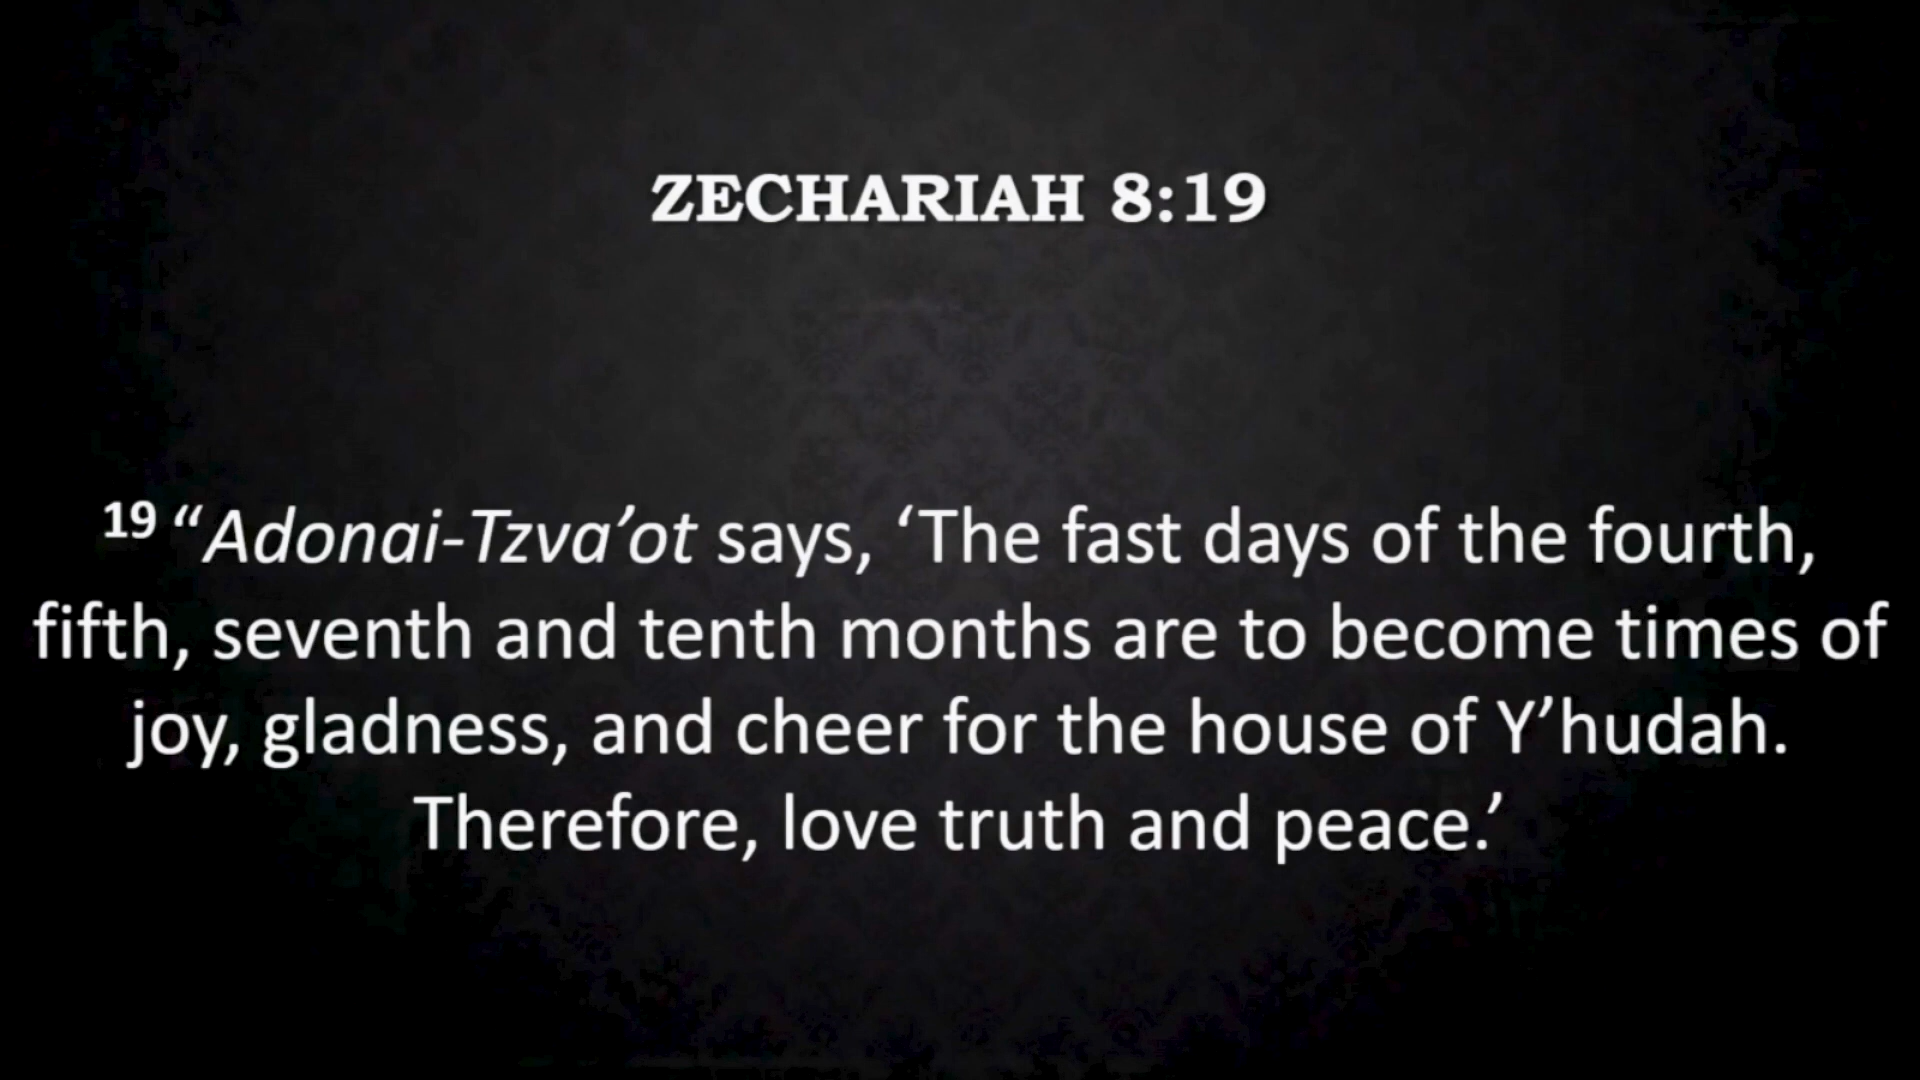 ZECHARIAH 8:19
19 “Adonai-Tzva’ot says, ‘The fast days of the fourth,
fifth, seventh and tenth months are to become times of
joy, gladness, and cheer for the house of Y’hudah.
Therefore, love truth and peace.’